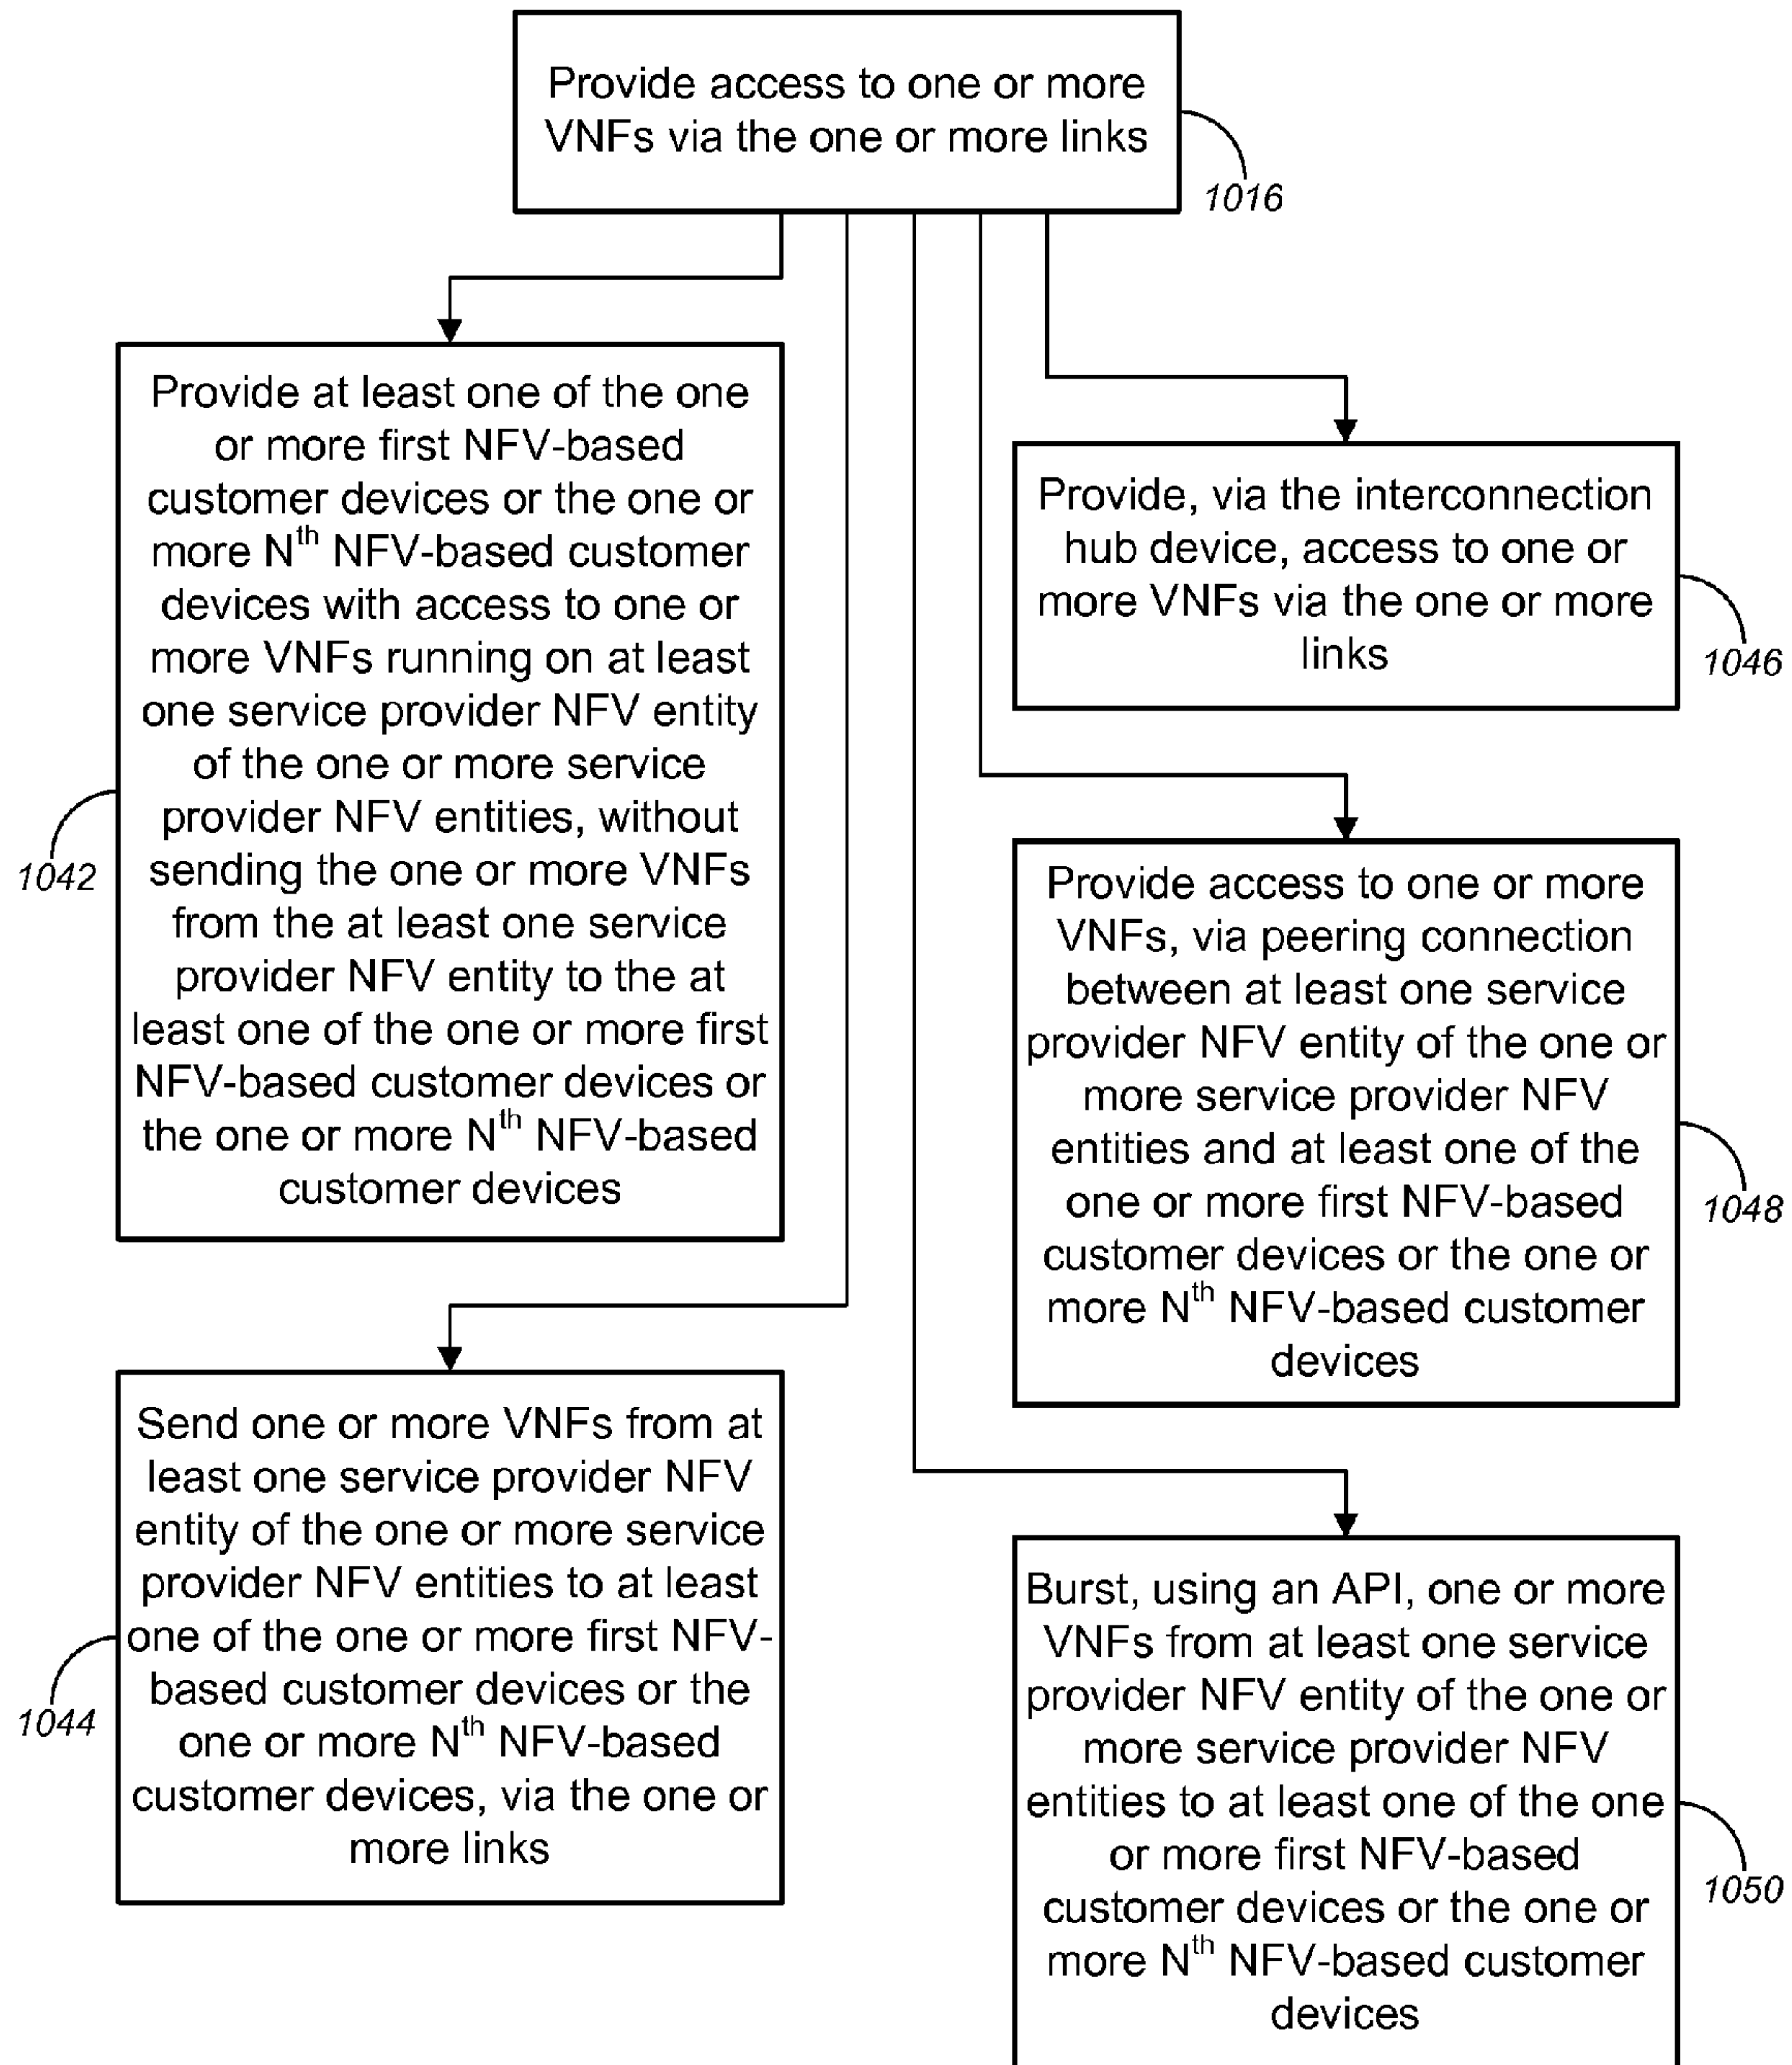 Provide access to one or more
VNFs via the one or more links
1016
Provide at least one of the one
or more first NFV-based
customer devices or the one or
more Nth NFV-based customer
devices with access to one or
more VNFs running on at least
one service provider NFV entity
of the one or more service
provider NFV entities, without
sending the one or more VNFs
from the at least one service
provider NFV entity to the at
least one of the one or more first
NFV-based customer devices or
the one or more Nth NFV-based
customer devices
1042
Send one or more VNFs from at
least one service provider NFV
entity of the one or more service
provider NFV entities to at least
one of the one or more first NFV-
based customer devices or the
one or more Nth NFV-based
customer devices, via the one or
more links
1044
Provide, via the interconnection
hub device, access to one or
more VNFs via the one or more
links
1046
Provide access to one or more
VNFs, via peering connection
between at least one service
provider NFV entity of the one or
more service provider NFV
entities and at least one of the
one or more first NFV-based
customer devices or the one or
more Nth NFV-based customer
devices
1048
Burst, using an API, one or more
VNFs from at least one service
provider NFV entity of the one or
more service provider NFV
entities to at least one of the one
or more first NFV-based
customer devices or the one or
more Nth NFV-based customer
devices
1050